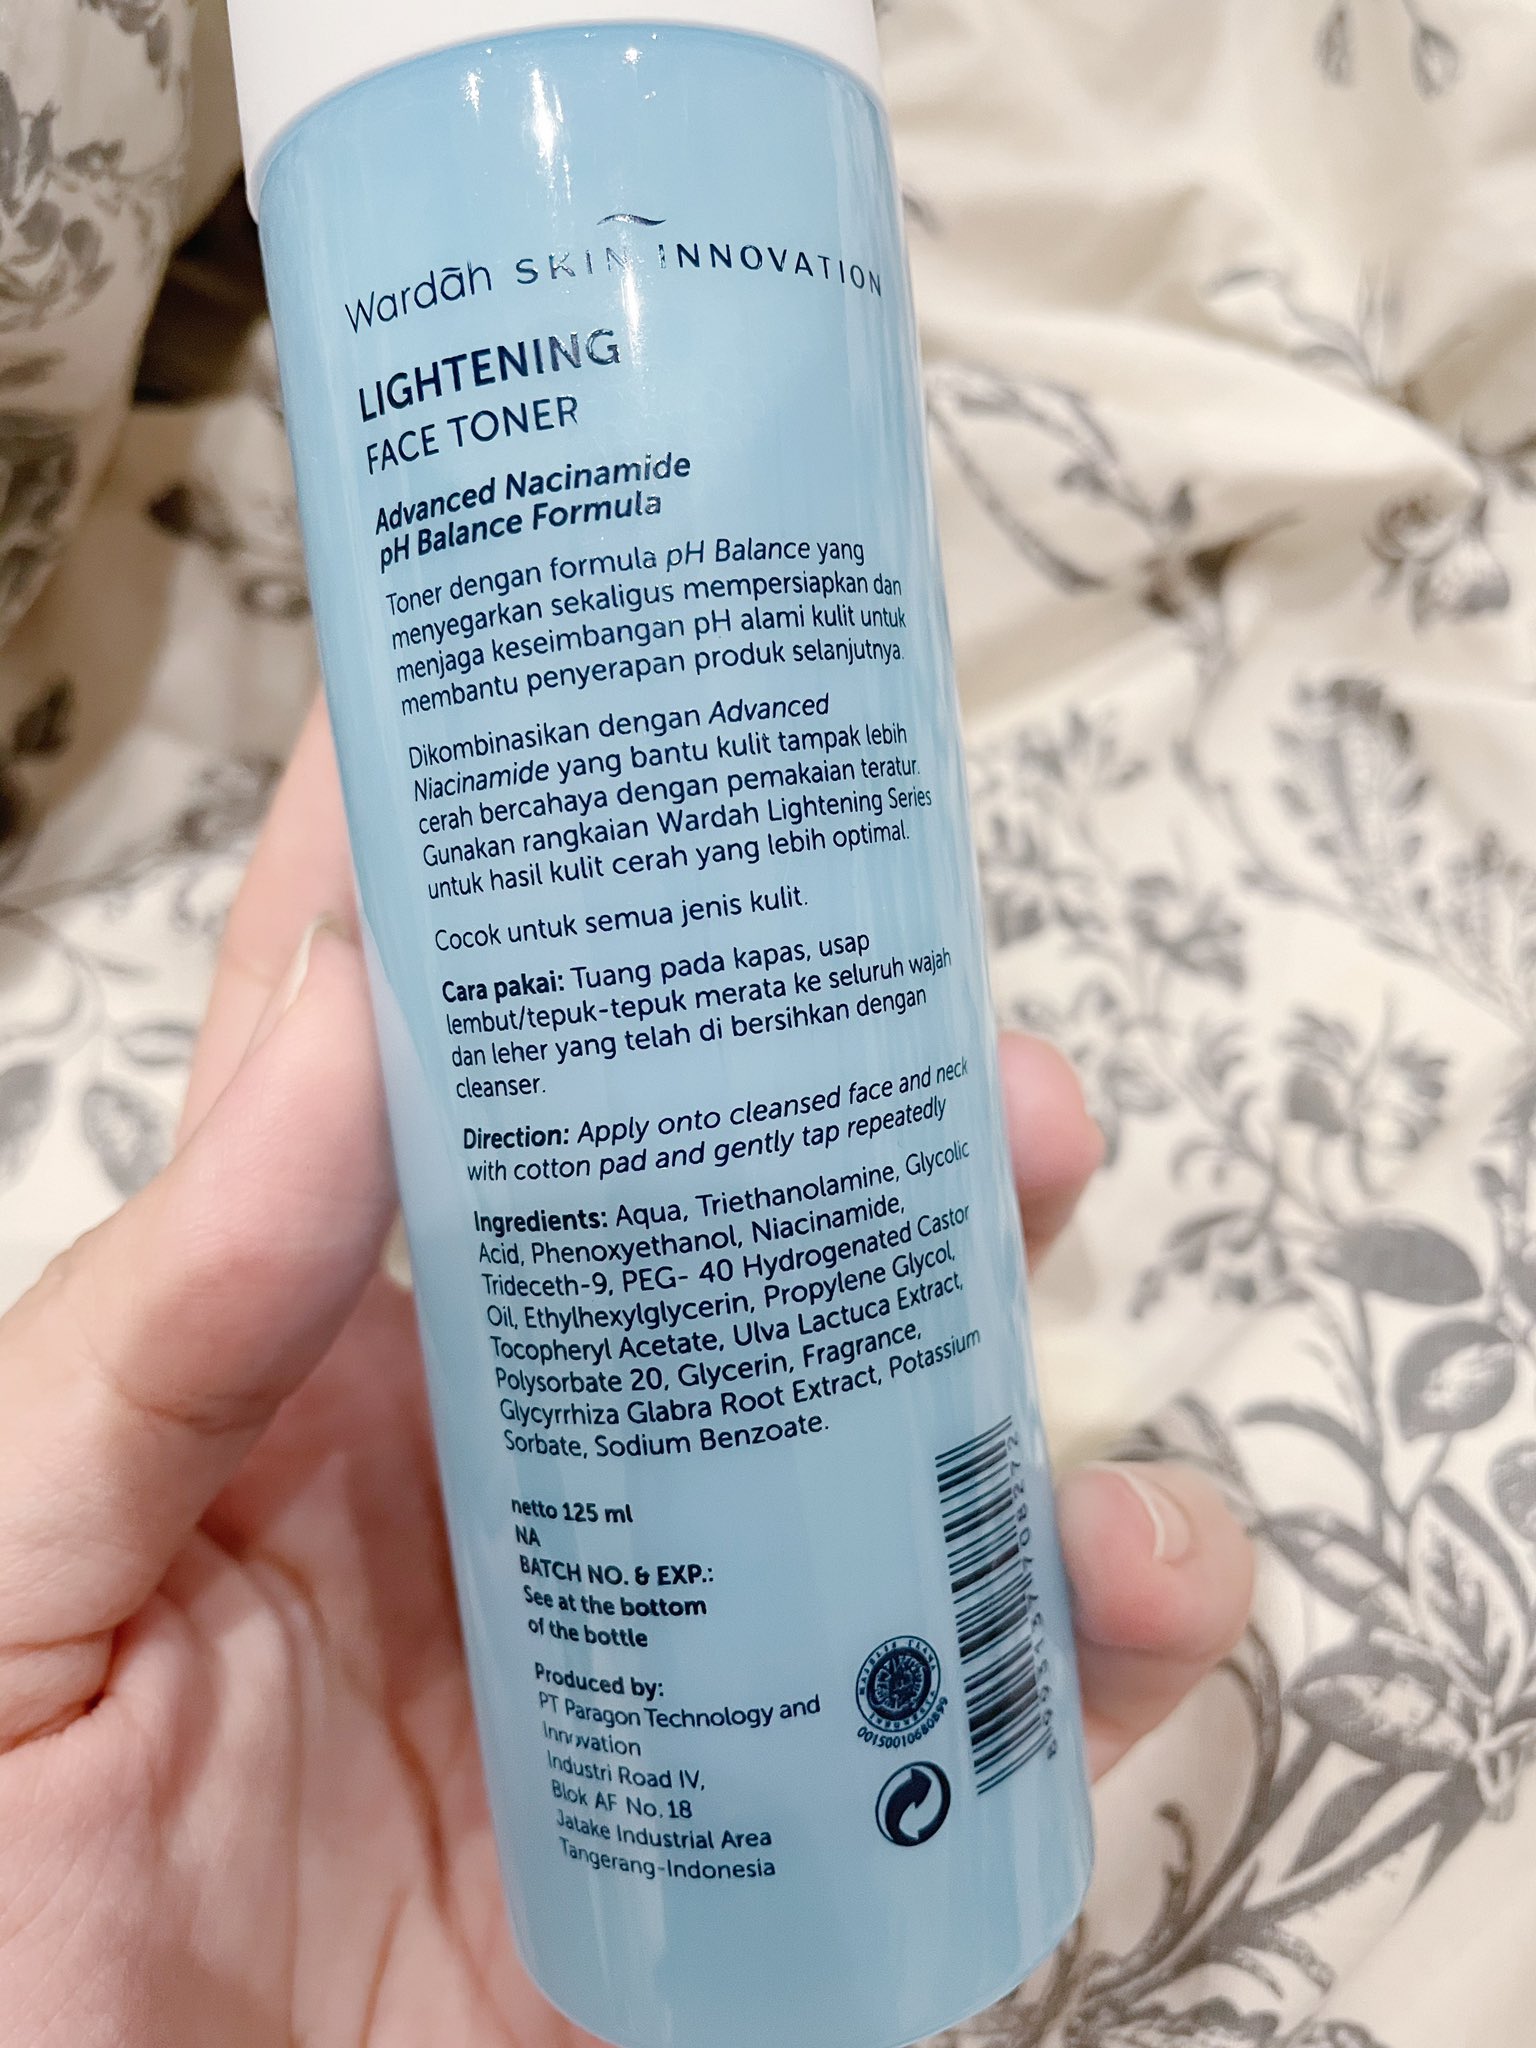 Wardāh SKIN INNOVATION
LIGHTENING
FACE TONER
Advanced Nacinamide
pH Balance Formula
Toner dengan formula pH Balance yang
menyegarkan sekaligus mempersiapkan dan
menjaga keseimbangan pH alami kulit untuk
membantu penyerapan produk selanjutnya.
Dikombinasikan dengan Advanced
Niacinamide yang bantu kulit tampak lebih
cerah bercahaya dengan pemakaian teratur.
Gunakan rangkaian Wardah Lightening Series
untuk hasil kulit cerah yang lebih optimal.
Cocok untuk semua jenis kulit.
Cara pakai: Tuang pada kapas, usap
lembut/tepuk-tepuk merata ke seluruh wajah
dan leher yang telah di bersihkan dengan
cleanser.
Direction: Apply onto cleansed face and neck
with cotton pad and gently tap repeatedly
Ingredients: Aqua, Triethanolamine, Glycolic
Acid, Phenoxyethanol, Niacinamide,
Trideceth-9, PEG- 40 Hydrogenated Castor
Oil, Ethylhexylglycerin, Propylene Glycol,
Tocopheryl Acetate, Ulva Lactuca Extract,
Polysorbate 20, Glycerin, Fragrance,
Glycyrrhiza Glabra Root Extract, Potassium
Sorbate, Sodium Benzoate.
netto 125 ml
NA
BATCH NO. & EXP.:
See at the bottom
of the bottle
Produced by:
PT Paragon Technology and
Innovation
Industri Road IV,
Blok AF No.18
Jatake Industrial Area
Tangerang-Indonesia
00150010680899